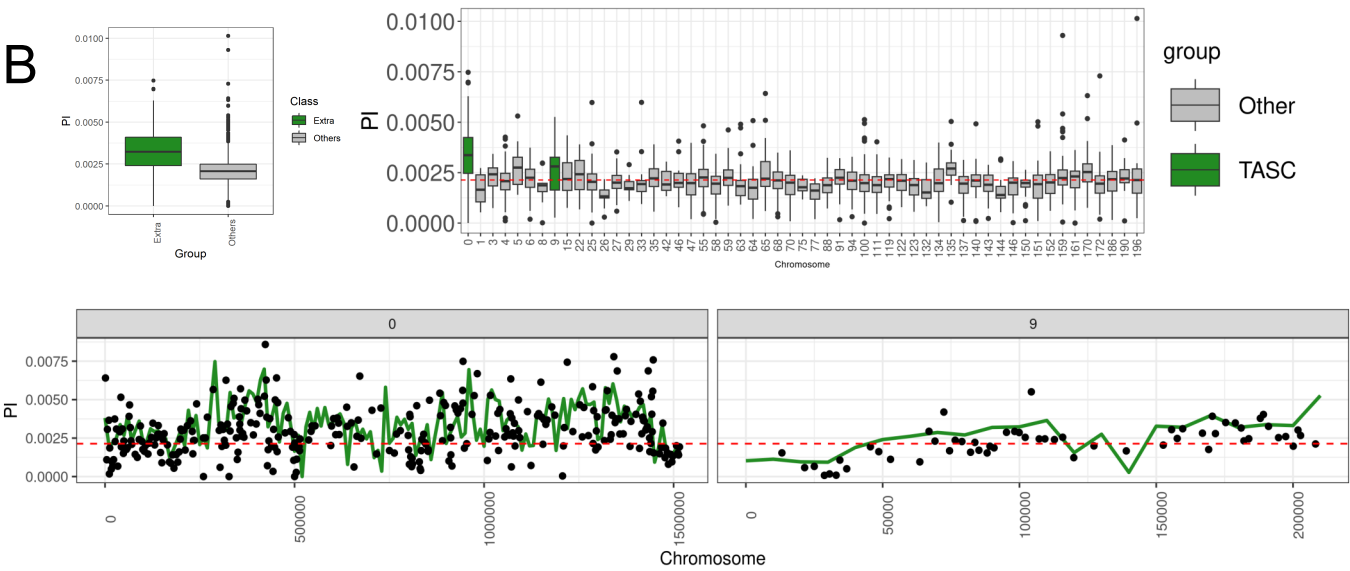 B
PI
0.0100
0.0075
0.0050
0.0025
0.0000
Extra
Others
Group
Class
Extra
Others
PI
0.0100
0.0075
0.0050
0.0025
0.0000
0 1 3 4 5 6 8 9 15 22 25 26 27 29 33 35 42 46 47 55 58 59 63 64 65 68 70 75 77 88 91 94 100 111 119 122 123 132 134 135 137 140 143 144 146 150 151 152 159 161 170 172 186 190 196
Chromosome
group
Other
TASC
0
9
PI
0.0075
0.0050
0.0025
0.0000
0 500000 1000000 1500000
0 50000 100000 150000 200000
Chromosome